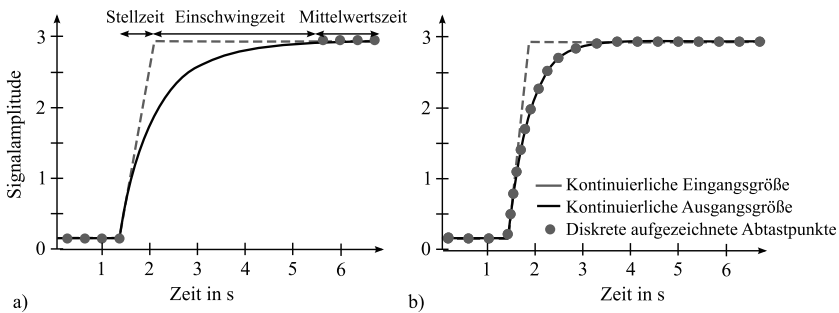 Stellzeit Einschwingzeit Mittelwertszeit
Signalamplitude
3
2
1
0
1 2 3 4 5 6
Zeit in s
a)
3
2
1
0
1 2 3 4 5 6
Zeit in s
b)
Kontinuierliche Eingangsgröße
Kontinuierliche Ausgangsgröße
Diskrete aufgezeichnete Abtastpunkte